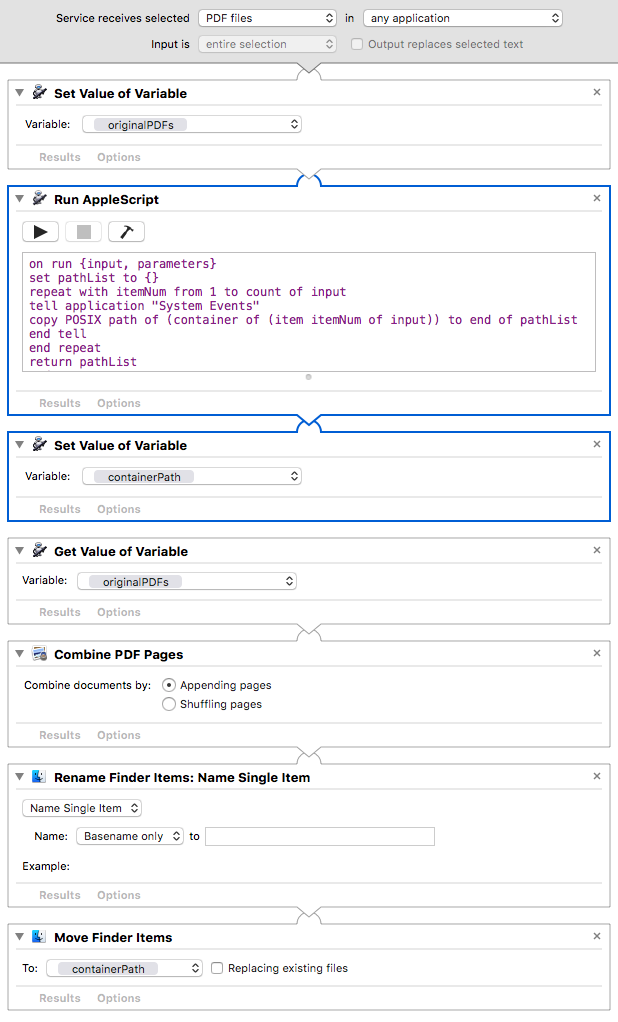 Service receives selected PDF files in any application
Input is entire selection Output replaces selected text
Set Value of Variable
Variable: originalPDFs
Results Options
Run AppleScript
on run {input, parameters}
set pathList to {}
repeat with itemNum from 1 to count of input
tell application "System Events"
copy POSIX path of (container of (item itemNum of input)) to end of pathList
end tell
end repeat
return pathList
Results Options
Set Value of Variable
Variable: containerPath
Results Options
Get Value of Variable
Variable: originalPDFs
Results Options
Combine PDF Pages
Combine documents by: Appending pages
Shuffling pages
Results Options
Rename Finder Items: Name Single Item
Name Single Item
Name: Basename only to
Example:
Results Options
Move Finder Items
To: containerPath Replacing existing files
Results Options